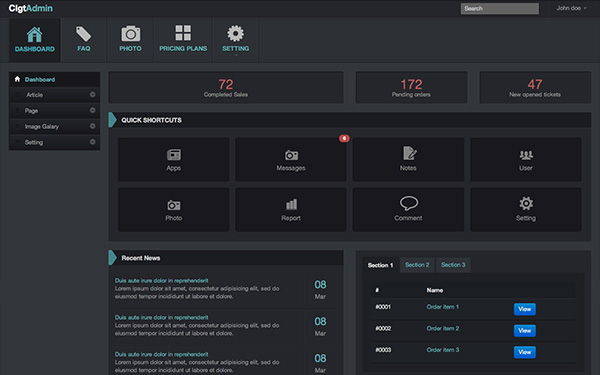 ClgtAdmin
Search
John doe
DASHBOARD
FAQ
PHOTO
PRICING PLANS
SETTING
Dashboard
Article
Page
Image Galary
Setting
72
Completed Sales
172
Pending orders
47
New opened tickets
QUICK SHORTCUTS
Apps
6
Messages
Notes
User
Photo
Report
Comment
Setting
Recent News
Duis aute irure dolor in reprehenderit
Lorem ipsum dolor sit amet, consectetur adipisicing elit, sed do
eiusmod tempor incididunt ut labore et dolore.
08
Mar
Duis aute irure dolor in reprehenderit
Lorem ipsum dolor sit amet, consectetur adipisicing elit, sed do
eiusmod tempor incididunt ut labore et dolore.
08
Mar
Duis aute irure dolor in reprehenderit
Lorem ipsum dolor sit amet, consectetur adipisicing elit, sed do
eiusmod tempor incididunt ut labore et dolore.
08
Mar
Section 1 Section 2 Section 3
# Name
#0001 Order item 1 View
#0002 Order item 2 View
#0003 Order item 3 View